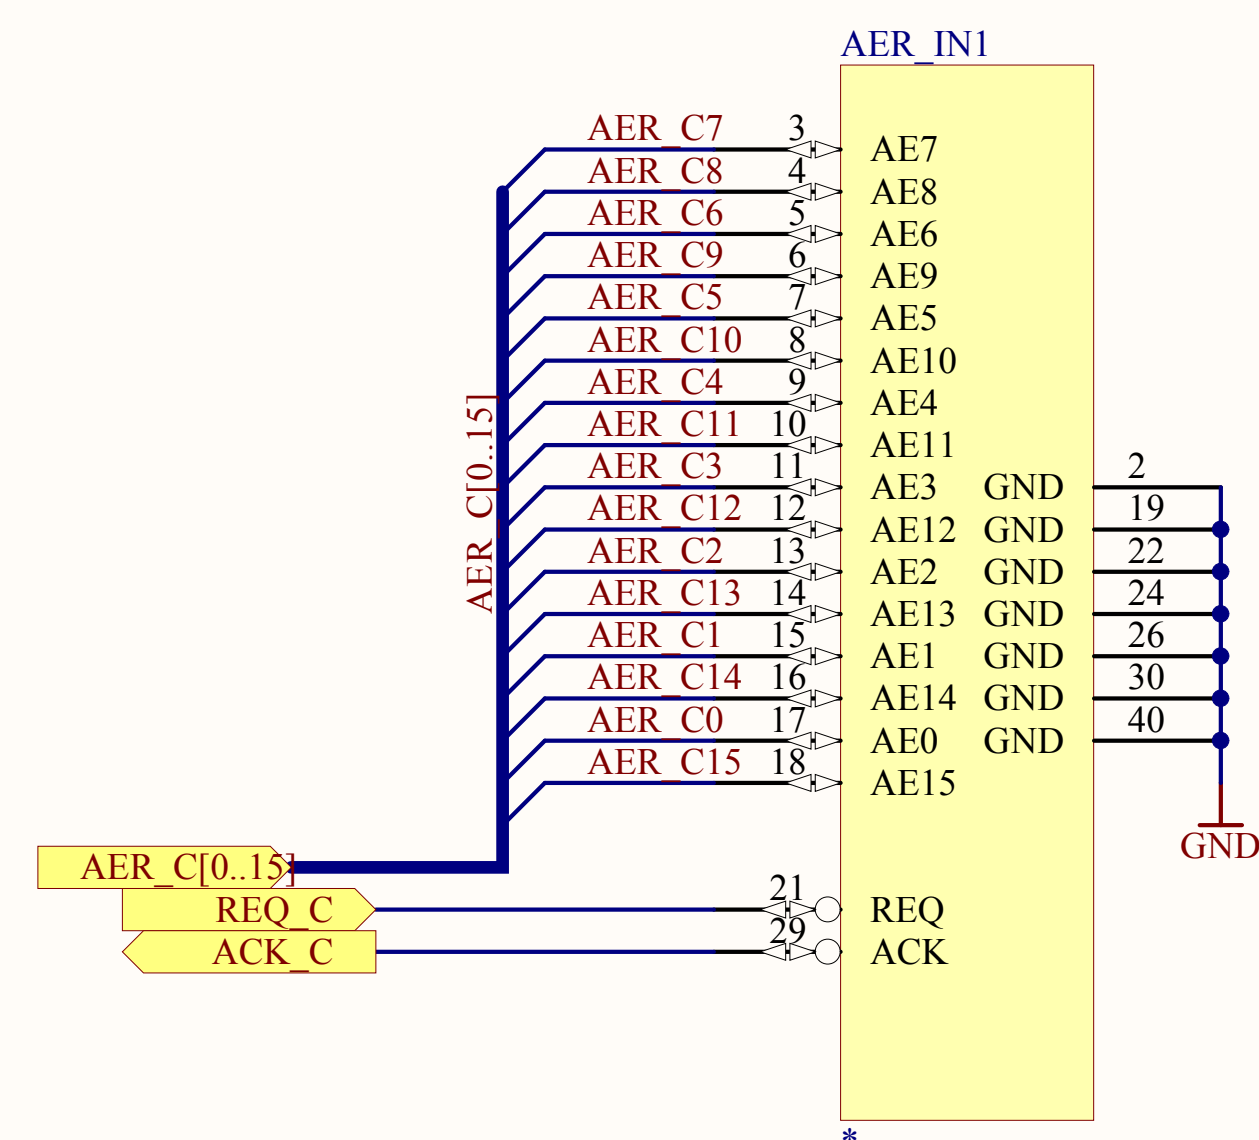 AER_IN1
AER_C7 3 AE7
AER_C8 4 AE8
AER_C6 5 AE6
AER_C9 6 AE9
AER_C5 7 AE5
AER_C10 8 AE10
AER_C4 9 AE4
AER_C11 10 AE11
AER_C3 11 AE3 GND 2
AER_C12 12 AE12 GND 19
AER_C2 13 AE2 GND 22
AER_C13 14 AE13 GND 24
AER_C1 15 AE1 GND 26
AER_C14 16 AE14 GND 30
AER_C0 17 AE0 GND 40
AER_C15 18 AE15
AER_C[0..15]
GND
AER_C[0..15]
REQ_C 21 REQ
ACK_C 29 ACK
*